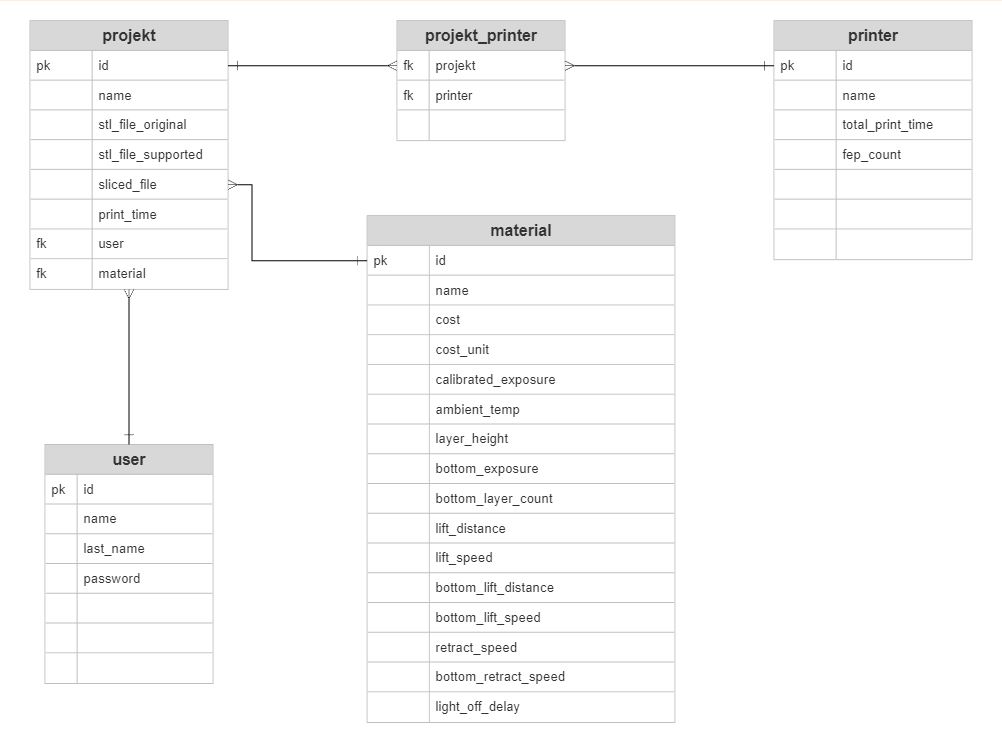 projekt
pk id
name
stl_file_original
stl_file_supported
sliced_file
print_time
fk user
fk material
projekt_printer
fk projekt
fk printer
printer
pk id
name
total_print_time
fep_count
material
pk id
name
cost
cost_unit
calibrated_exposure
ambient_temp
layer_height
bottom_exposure
bottom_layer_count
lift_distance
lift_speed
bottom_lift_distance
bottom_lift_speed
retract_speed
bottom_retract_speed
light_off_delay
user
pk id
name
last_name
password